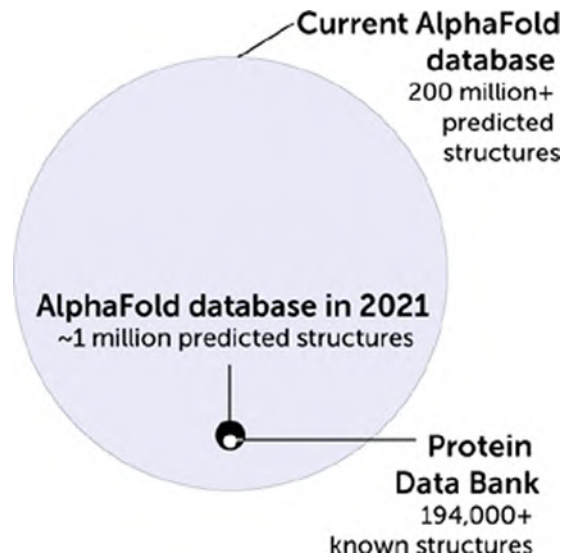 Current AlphaFold
database
200 million+
predicted
structures
AlphaFold database in 2021
~1 million predicted structures
Protein
Data Bank
194,000+
known structures